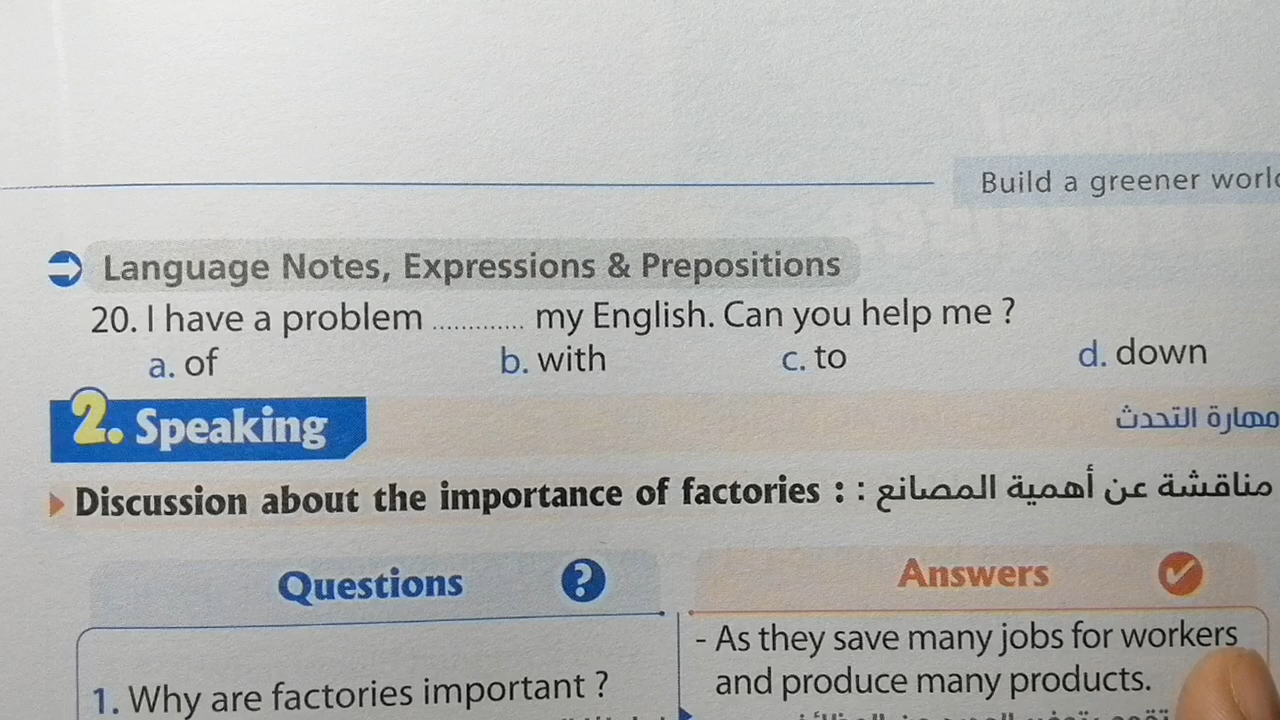 Build a greener
Language Notes, Expressions & Prepositions
20. I have a problem ............. my English. Can you help me ?
a. of b. with c. to d. down
2. Speaking مهارة التحدث
Discussion about the importance of factories : : مناقشة عن أهمية المصانع
Questions ? Answers
- As they save many jobs for workers
1. Why are factories important ? and produce many products.